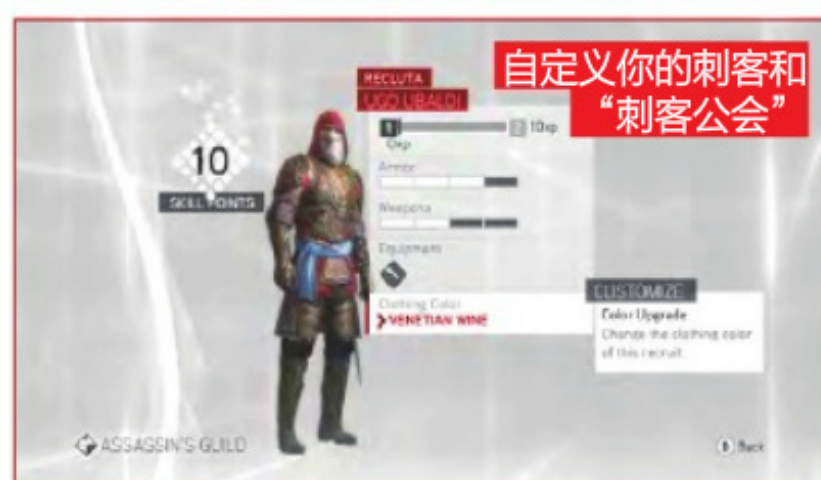 自定义你的刺客和
“刺客公会”
RECLUTA
UGO UBALDI
10xp
0xp
10
SKILL POINTS
Armor
Weapons
Equipment
Clothing Color
VENETIAN WINE
CUSTOMIZE
Color Upgrade
Change the clothing color
of this recruit.
ASSASSIN'S GUILD
Back